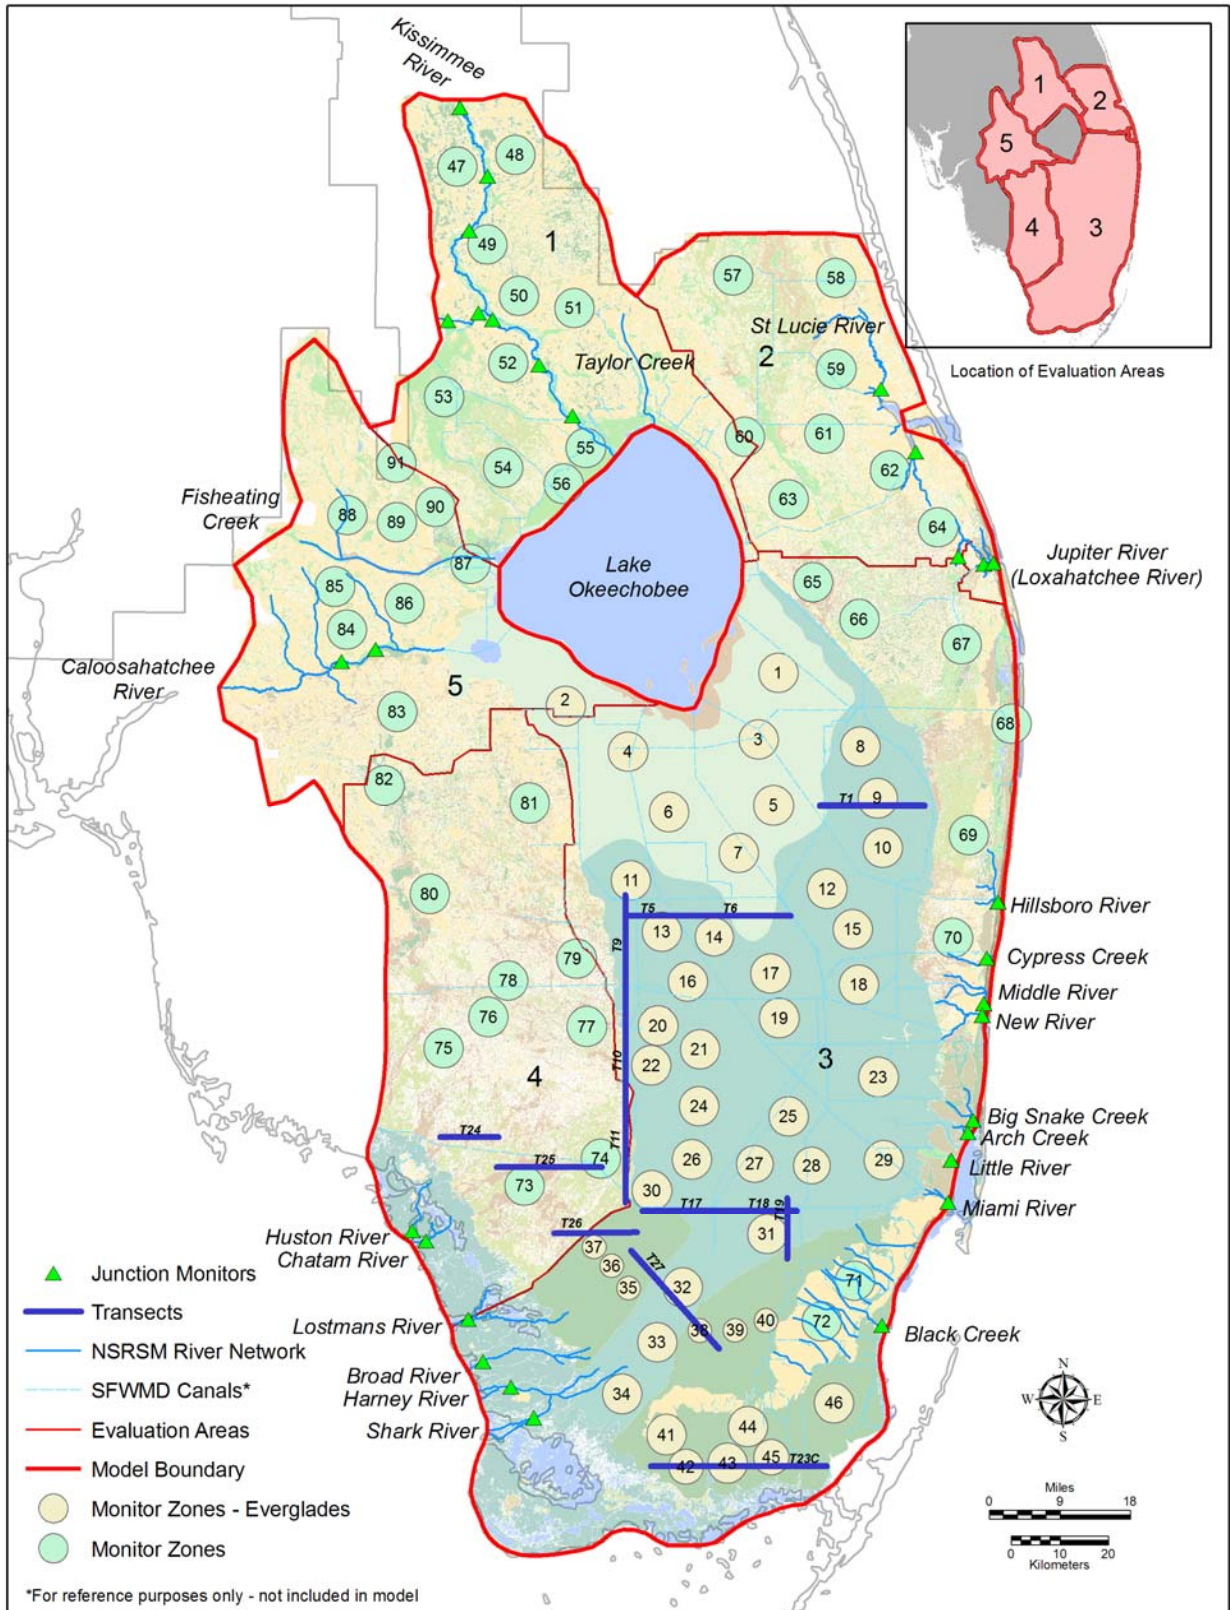 Kissimmee
River
1
2
5
4
3
Location of Evaluation Areas
47
48
49
1
50
51
52
53
54
55
56
Taylor Creek
57
58
St Lucie River
2
59
60
61
62
63
64
91
Fisheating
Creek
88
89
90
87
85
86
84
Caloosahatchee
River
5
83
82
Lake
Okeechobee
Jupiter River
(Loxahatchee River)
65
66
67
68
1
2
3
4
5
6
7
8
T1
9
10
69
81
80
11
12
T5
T6
T9
13
14
15
70
Hillsboro River
Cypress Creek
Middle River
New River
79
78
76
77
75
4
16
17
18
19
20
21
22
T10
3
23
24
25
T11
T24
T25
74
73
26
27
28
29
30
Big Snake Creek
Arch Creek
Little River
Miami River
T17
T18
T19
31
T26
37
36
35
T27
32
38
39
40
33
34
71
72
Black Creek
46
41
44
42
43
45
T23C
Huston River
Chatam River
Lostmans River
Broad River
Harney River
Shark River
Junction Monitors
Transects
NSRSM River Network
SFWMD Canals*
Evaluation Areas
Model Boundary
Monitor Zones - Everglades
Monitor Zones
*For reference purposes only - not included in model
N
W
E
S
Miles
0 9 18
0 10 20
Kilometers